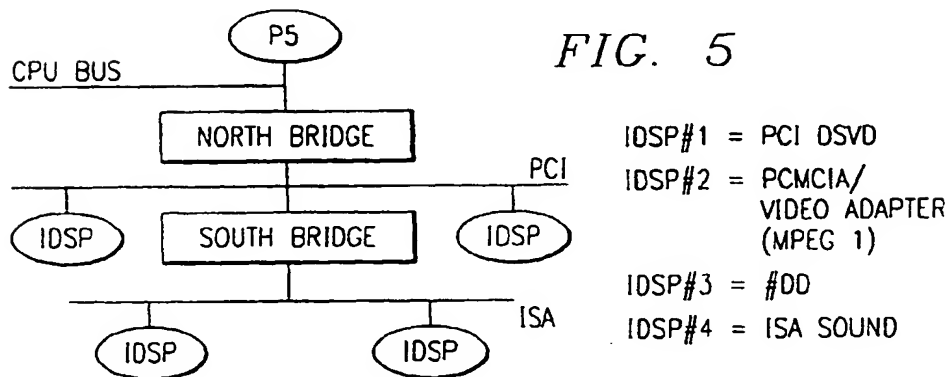 P5
FIG. 5
CPU BUS
NORTH BRIDGE
PCI
IDSP
SOUTH BRIDGE
IDSP
ISA
IDSP
IDSP
IDSP#1 = PCI DSVD
IDSP#2 = PCMCIA/
VIDEO ADAPTER
(MPEG 1)
IDSP#3 = #DD
IDSP#4 = ISA SOUND